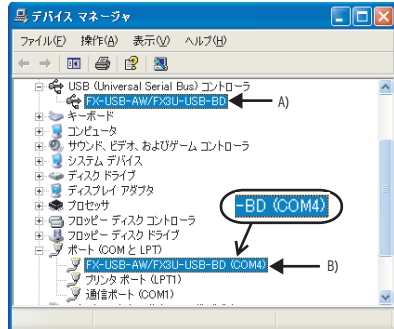 デバイス マネージャ
ファイル(F) 操作(A) 表示(V) ヘルプ(H)
USB (Universal Serial Bus) コントローラ
FX-USB-AW/FX3U-USB-BD A)
キーボード
コンピュータ
サウンド、ビデオ、およびゲーム コントローラ
システム デバイス
ディスク ドライブ
ディスプレイ アダプタ
プロセッサ
-BD (COM4)
フロッピー ディスク コントローラ
フロッピー ディスク ドライブ
ポート (COM と LPT)
FX-USB-AW/FX3U-USB-BD (COM4) B)
プリンタ ポート (LPT1)
通信ポート (COM1)